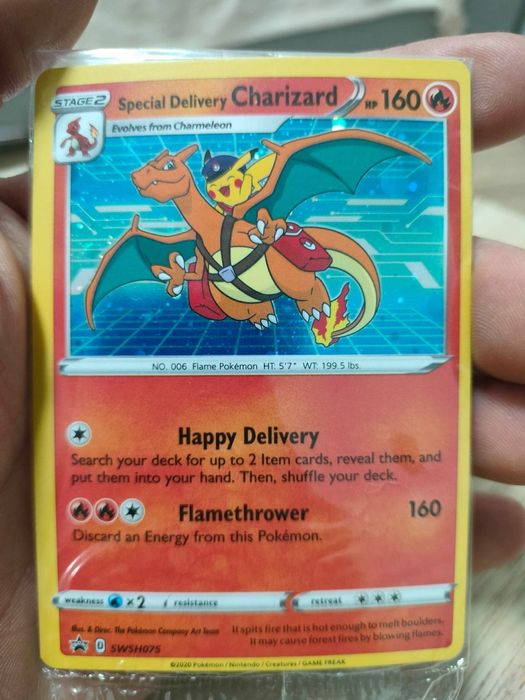 STAGE 2
Special Delivery Charizard
HP 160
Evolves from Charmeleon
NO. 006 Flame Pokémon HT: 5'7" WT: 199.5 lbs.
Happy Delivery
Search your deck for up to 2 Item cards, reveal them, and
put them into your hand. Then, shuffle your deck.
Flamethrower 160
Discard an Energy from this Pokémon.
weakness ×2 resistance retreat
Illus. & Direc. The Pokémon Company Art Team
It spits fire that is hot enough to melt boulders.
It may cause forest fires by blowing flames.
D SWSH075
©2020 Pokémon / Nintendo / Creatures / GAME FREAK